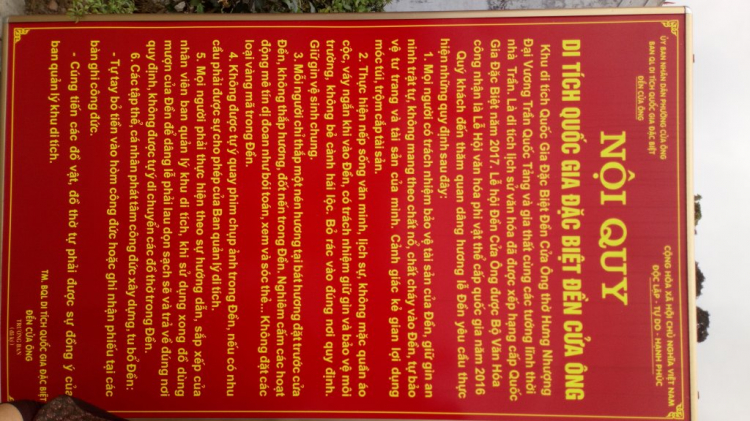 ỦY BAN NHÂN DÂN PHƯỜNG CỬA ÔNG
BAN QL DI TÍCH QUỐC GIA ĐẶC BIỆT
ĐỀN CỬA ÔNG
CỘNG HÒA XÃ HỘI CHỦ NGHĨA VIỆT NAM
ĐỘC LẬP - TỰ DO - HẠNH PHÚC
NỘI QUY
DI TÍCH QUỐC GIA ĐẶC BIỆT ĐỀN CỬA ÔNG
Khu di tích Quốc Gia Đặc Biệt Đền Cửa Ông thờ Hưng Nhượng
Đại Vương Trần Quốc Tảng và gia thất cùng các tướng lĩnh thời
nhà Trần. Là di tích lịch sử văn hóa đã được xếp hạng cấp Quốc
Gia Đặc Biệt năm 2017, Lễ hội Đền Cửa Ông được Bộ Văn Hóa
công nhận là Lễ hội văn hóa phi vật thể cấp quốc gia năm 2016
Quý khách đến thăm quan dâng hương lễ Đền yêu cầu thực
hiện những quy định sau đây:
1. Mọi người có trách nhiệm bảo vệ tài sản của Đền, giữ gìn an
ninh trật tự, không mang theo chất nổ, chất cháy vào Đền, tự bảo
vệ tư trang và tài sản của mình. Cảnh giác kẻ gian lợi dụng
móc túi, trộm cắp tài sản.
2. Thực hiện nếp sống văn minh, lịch sự, không mặc quần áo
cộc, váy ngắn khi vào Đền, có trách nhiệm giữ gìn và bảo vệ môi
trường, không bẻ cành hái lộc. Bỏ rác vào đúng nơi quy định.
Giữ gìn vệ sinh chung.
3. Mỗi người chỉ thắp một nén hương tại bát hương đặt trước cửa
Đền, không thắp hương, đốt nến trong Đền. Nghiêm cấm các hoạt
động mê tín dị đoan như bói toán, xem và sóc thẻ... Không đặt các
loại vàng mã trong Đền.
4. Không được tự ý quay phim chụp ảnh trong Đền, nếu có nhu
cầu phải được sự cho phép của Ban quản lý di tích.
5. Mọi người phải thực hiện theo sự hướng dẫn, sắp xếp của
nhân viên ban quản lý khu di tích, khi sử dụng xong đồ dùng
mượn của Đền để dâng lễ phải lau dọn sạch sẽ và trả về đúng nơi
quy định, không được tự ý di chuyển các đồ thờ trong Đền.
6. Các tập thể, cá nhân phát tâm công đức xây dựng, tu bổ Đền:
- Tự tay bỏ tiền vào hòm công đức hoặc ghi nhận phiếu tại các
bàn ghi công đức.
- Cúng tiến các đồ vật, đồ thờ tự phải được sự đồng ý của
ban quản lý khu di tích.
TM. BQL DI TÍCH QUỐC GIA ĐẶC BIỆT
ĐỀN CỬA ÔNG
TRƯỞNG BAN
(đã ký)